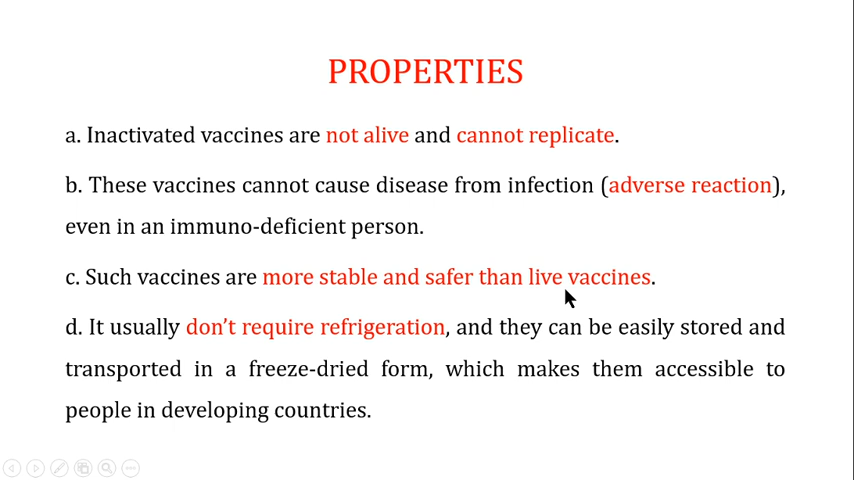 PROPERTIES
a. Inactivated vaccines are not alive and cannot replicate.
b. These vaccines cannot cause disease from infection (adverse reaction),
even in an immuno-deficient person.
c. Such vaccines are more stable and safer than live vaccines.
d. It usually don’t require refrigeration, and they can be easily stored and
transported in a freeze-dried form, which makes them accessible to
people in developing countries.